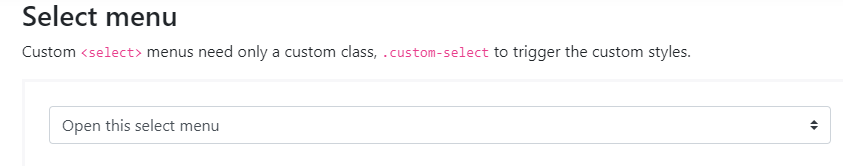 Select menu
Custom <select> menus need only a custom class, .custom-select to trigger the custom styles.
Open this select menu